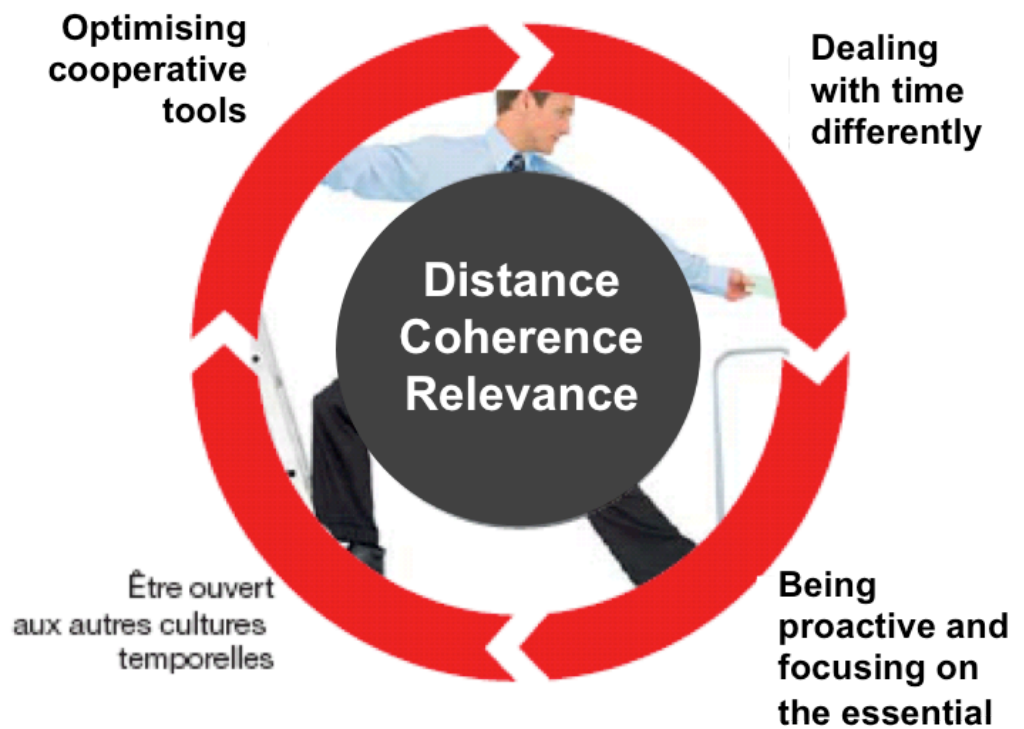 Optimising
cooperative
tools
Dealing
with time
differently
Distance
Coherence
Relevance
Être ouvert
aux autres cultures
temporelles
Being
proactive and
focusing on
the essential